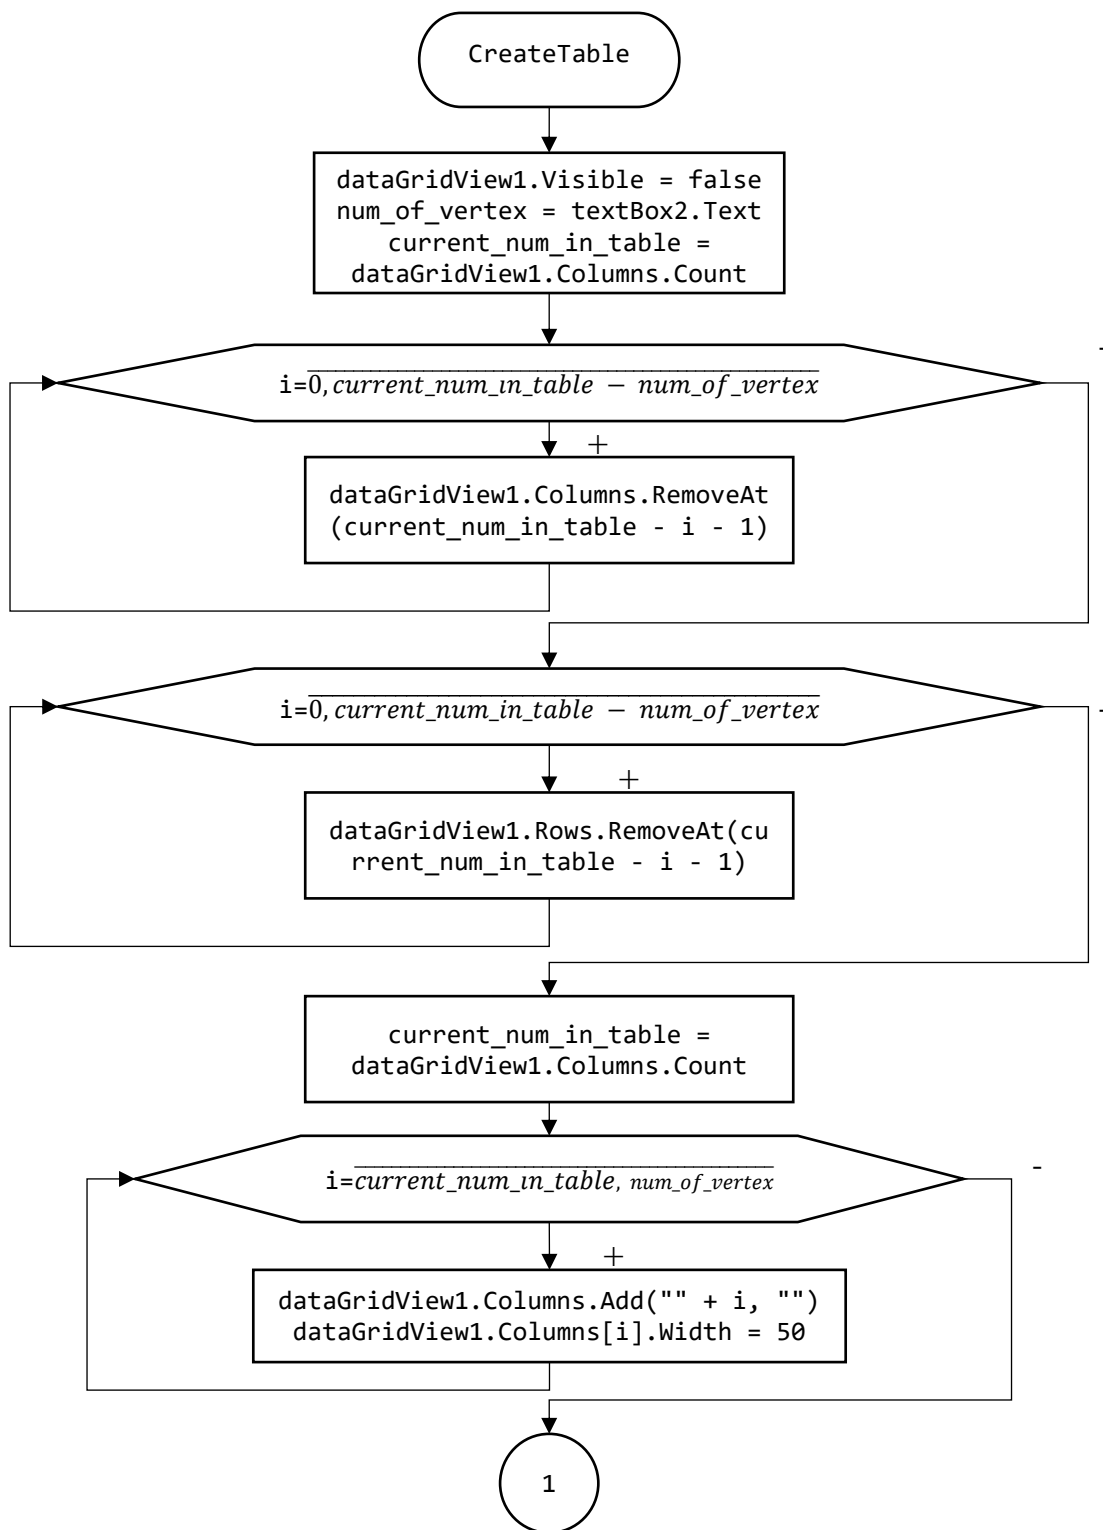 CreateTable
dataGridView1.Visible = false
num_of_vertex = textBox2.Text
current_num_in_table =
dataGridView1.Columns.Count
-
i=0, current_num_in_table − num_of_vertex
+
dataGridView1.Columns.RemoveAt
(current_num_in_table - i - 1)
i=0, current_num_in_table − num_of_vertex
-
+
dataGridView1.Rows.RemoveAt(cu
rrent_num_in_table - i - 1)
current_num_in_table =
dataGridView1.Columns.Count
-
i=current_num_in_table, num_of_vertex
+
dataGridView1.Columns.Add("" + i, "")
dataGridView1.Columns[i].Width = 50
1